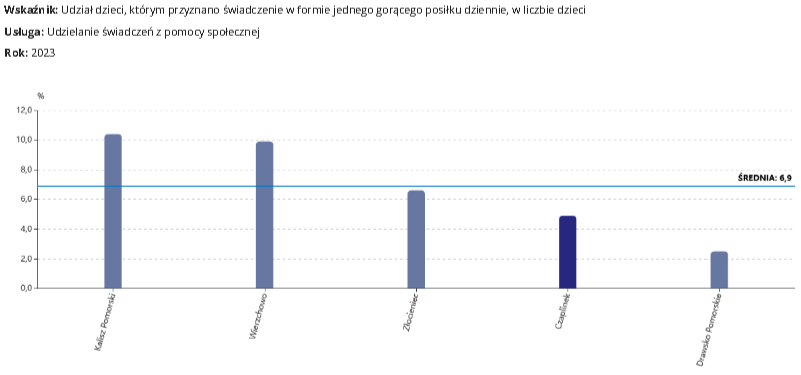 Wskaźnik: Udział dzieci, którym przyznano świadczenie w formie jednego gorącego posiłku dziennie, w liczbie dzieci
Usługa: Udzielanie świadczeń z pomocy społecznej
Rok: 2023
%
12,0
10,0
8,0
ŚREDNIA: 6,9
6,0
4,0
2,0
0,0
Kalisz Pomorski
Wierzchowo
Złocieniec
Czaplinek
Drawsko Pomorskie